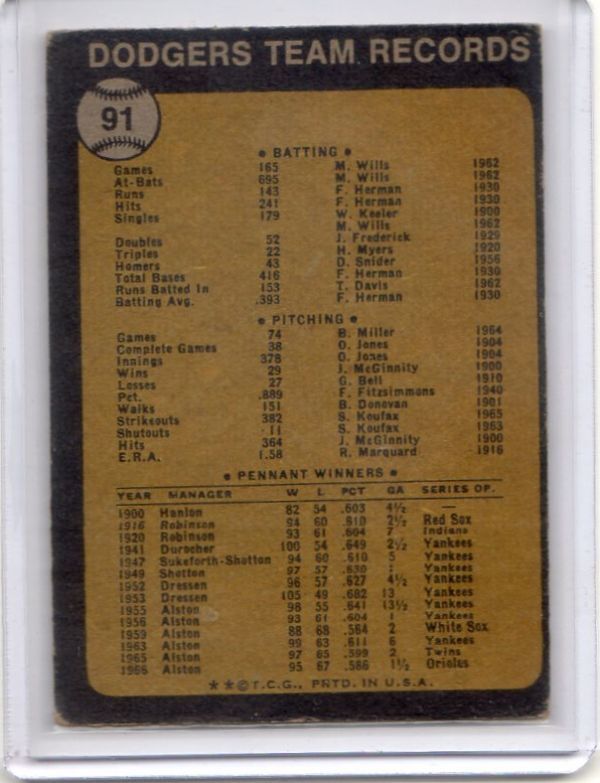 DODGERS TEAM RECORDS
91
• BATTING •
Games 165 M. Wills 1962
At-Bats 695 M. Wills 1962
Runs 143 F. Herman 1930
Hits 241 F. Herman 1930
Singles 179 W. Keeler 1900
M. Wills 1962
Doubles 52 J. Frederick 1929
Triples 22 H. Myers 1920
Homers 43 D. Snider 1956
Total Bases 416 F. Herman 1930
Runs Batted In 153 T. Davis 1962
Batting Avg. .393 F. Herman 1930
• PITCHING •
Games 74 B. Miller 1964
Complete Games 38 O. Jones 1904
Innings 378 O. Jones 1904
Wins 29 J. McGinnity 1900
Losses 27 G. Bell 1910
Pct. .889 F. Fitzsimmons 1940
Walks 151 B. Donovan 1901
Strikeouts 382 S. Koufax 1965
Shutouts 11 S. Koufax 1963
Hits 364 J. McGinnity 1900
E.R.A. 1.58 R. Marquard 1916
• PENNANT WINNERS •
YEAR MANAGER W L PCT GA SERIES OP.
1900 Hanlon 82 54 .603 4½ —
1916 Robinson 94 60 .610 2½ Red Sox
1920 Robinson 93 61 .604 7 Indians
1941 Durocher 100 54 .649 2½ Yankees
1947 Sukeforth-Shotton 94 60 .610 5 Yankees
1949 Shotton 97 57 .630 1 Yankees
1952 Dressen 96 57 .627 4½ Yankees
1953 Dressen 105 49 .682 13 Yankees
1955 Alston 98 55 .641 13½ Yankees
1956 Alston 93 61 .604 1 Yankees
1959 Alston 88 68 .564 2 White Sox
1963 Alston 99 63 .611 6 Yankees
1965 Alston 97 65 .599 2 Twins
1966 Alston 95 67 .586 1½ Orioles
★★©T.C.G., PRTD. IN U.S.A.